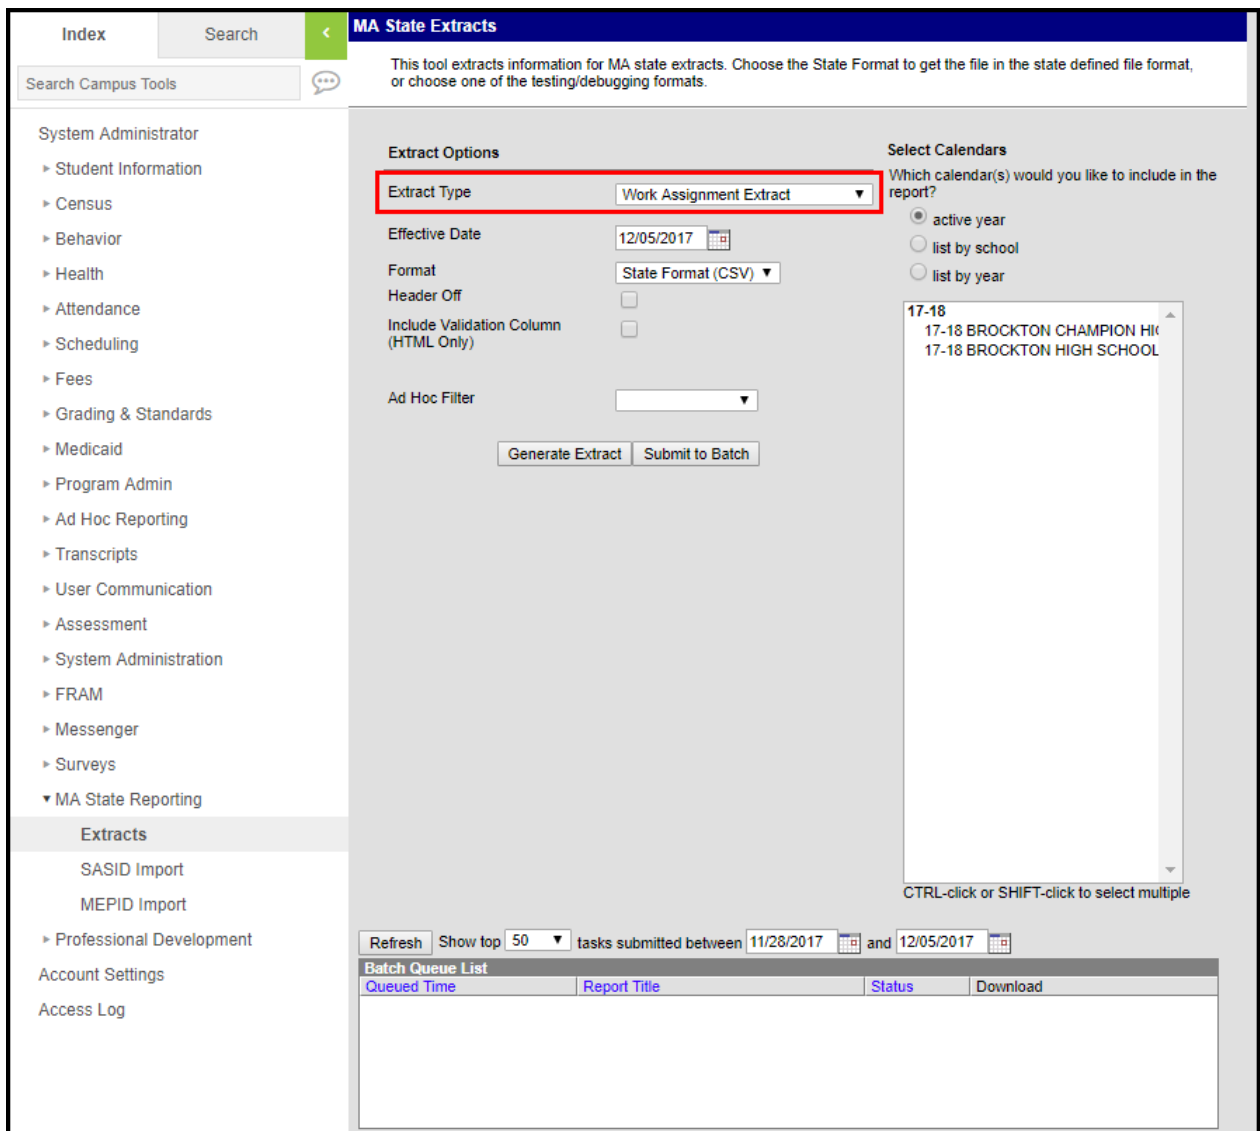 Index
Search
<
Search Campus Tools
System Administrator
Student Information
Census
Behavior
Health
Attendance
Scheduling
Fees
Grading & Standards
Medicaid
Program Admin
Ad Hoc Reporting
Transcripts
User Communication
Assessment
System Administration
FRAM
Messenger
Surveys
MA State Reporting
Extracts
SASID Import
MEPID Import
Professional Development
Account Settings
Access Log
MA State Extracts
This tool extracts information for MA state extracts. Choose the State Format to get the file in the state defined file format,
or choose one of the testing/debugging formats.
Extract Options
Extract Type
Work Assignment Extract
Effective Date
12/05/2017
Format
State Format (CSV)
Header Off
Include Validation Column
(HTML Only)
Ad Hoc Filter
Generate Extract
Submit to Batch
Select Calendars
Which calendar(s) would you like to include in the
report?
active year
list by school
list by year
17-18
17-18 BROCKTON CHAMPION HI
17-18 BROCKTON HIGH SCHOOL
CTRL-click or SHIFT-click to select multiple
Refresh Show top 50 tasks submitted between 11/28/2017 and 12/05/2017
Batch Queue List
Queued Time Report Title Status Download